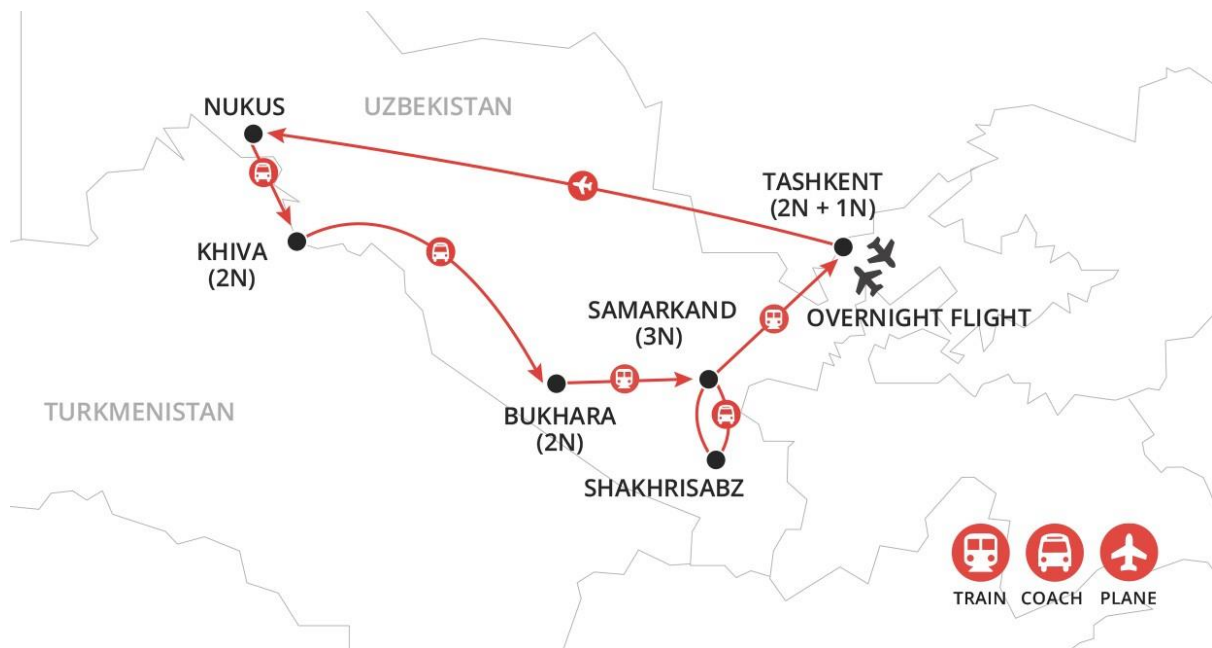 NUKUS
UZBEKISTAN
TASHKENT
(2N + 1N)
KHIVA
(2N)
SAMARKAND
(3N)
OVERNIGHT FLIGHT
TURKMENISTAN
BUKHARA
(2N)
SHAKHRISABZ
TRAIN COACH PLANE